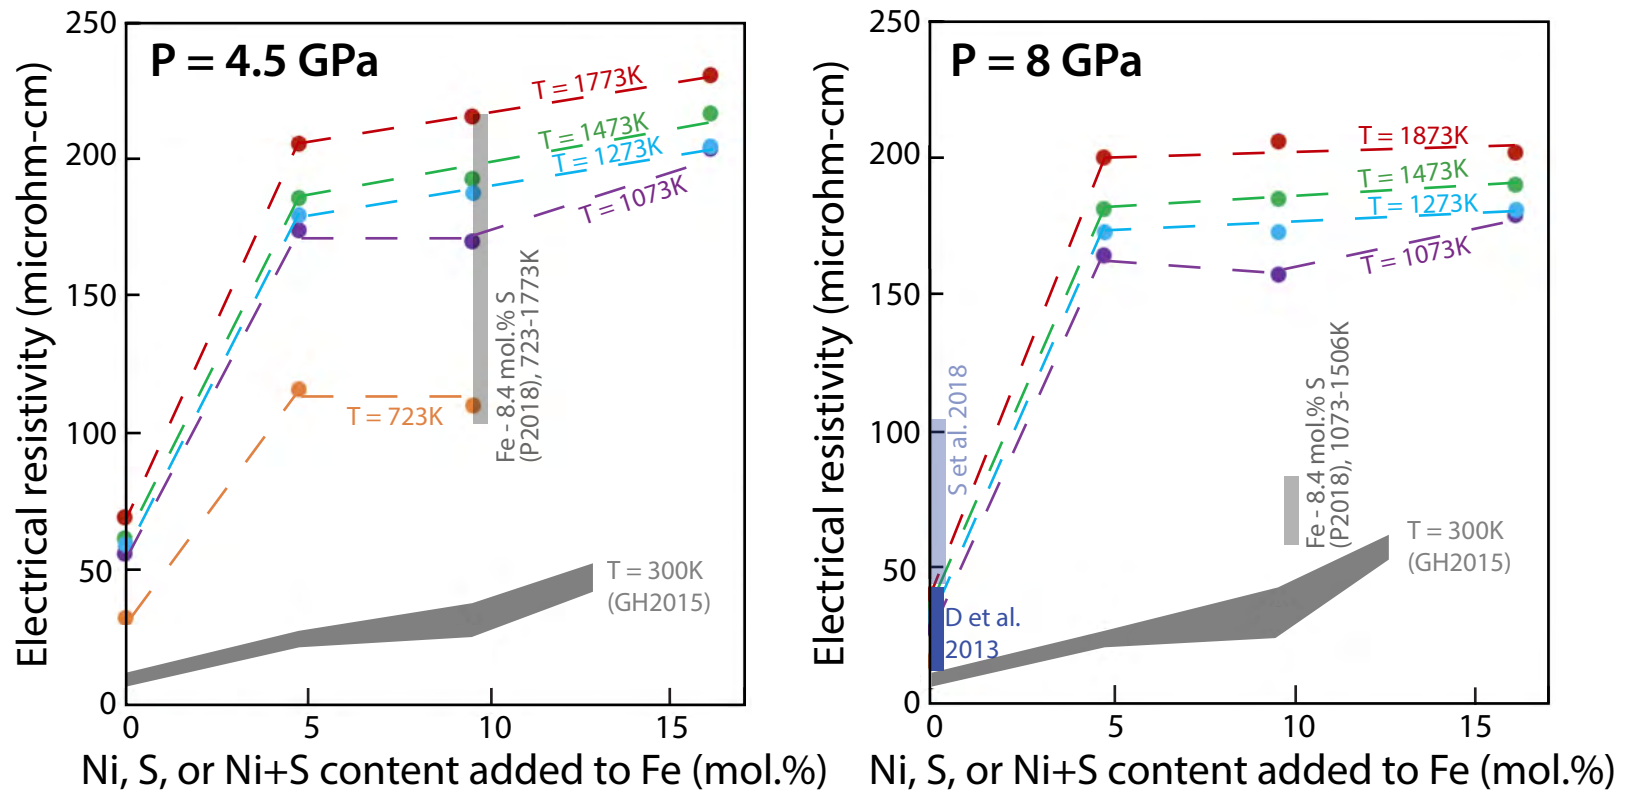 P = 4.5 GPa
Electrical resistivity (microhm-cm)
250
200
150
100
50
0
T = 1773K
T = 1473K
T = 1273K
T = 1073K
T = 723K
Fe - 8.4 mol.% S
(P2018), 723-1773K
T = 300K
(GH2015)
0
5
10
15
Ni, S, or Ni+S content added to Fe (mol.%)
P = 8 GPa
Electrical resistivity (microhm-cm)
250
200
150
100
50
0
T = 1873K
T = 1473K
T = 1273K
T = 1073K
S et al. 2018
D et al.
2013
Fe - 8.4 mol.% S
(P2018), 1073-1506K
T = 300K
(GH2015)
0
5
10
15
Ni, S, or Ni+S content added to Fe (mol.%)